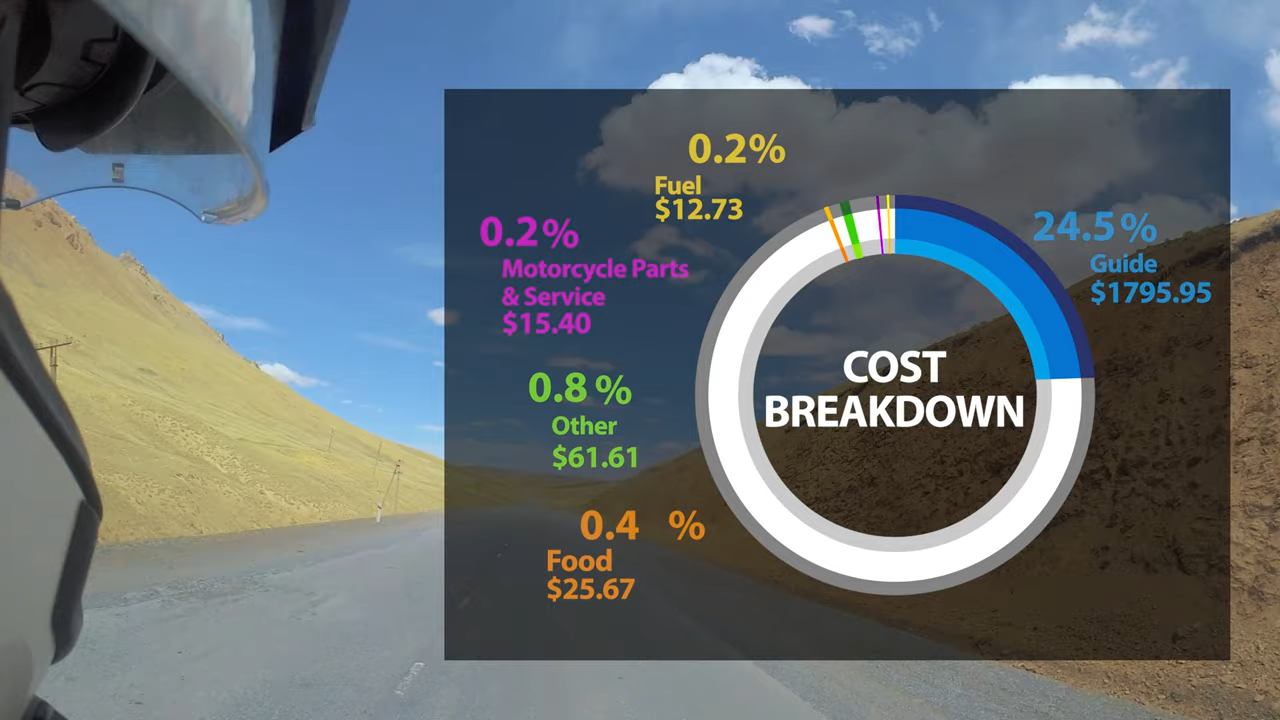 0.2%
Fuel
$12.73
0.2%
Motorcycle Parts
& Service
$15.40
0.8 %
Other
$61.61
0.4 %
Food
$25.67
24.5%
Guide
$1795.95
COST
BREAKDOWN